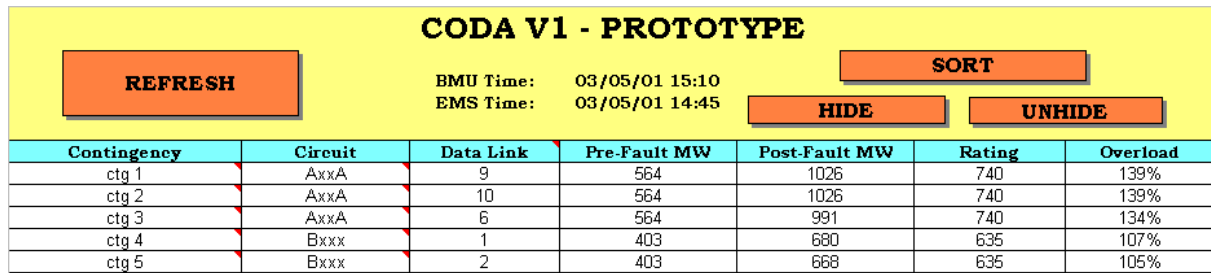 CODA V1 - PROTOTYPE
REFRESH
BMU Time: 03/05/01 15:10
EMS Time: 03/05/01 14:45
SORT
HIDE UNHIDE
Contingency Circuit Data Link Pre-Fault MW Post-Fault MW Rating Overload
ctg 1 AxxA 9 564 1026 740 139%
ctg 2 AxxA 10 564 1026 740 139%
ctg 3 AxxA 6 564 991 740 134%
ctg 4 Bxxx 1 403 680 635 107%
ctg 5 Bxxx 2 403 668 635 105%